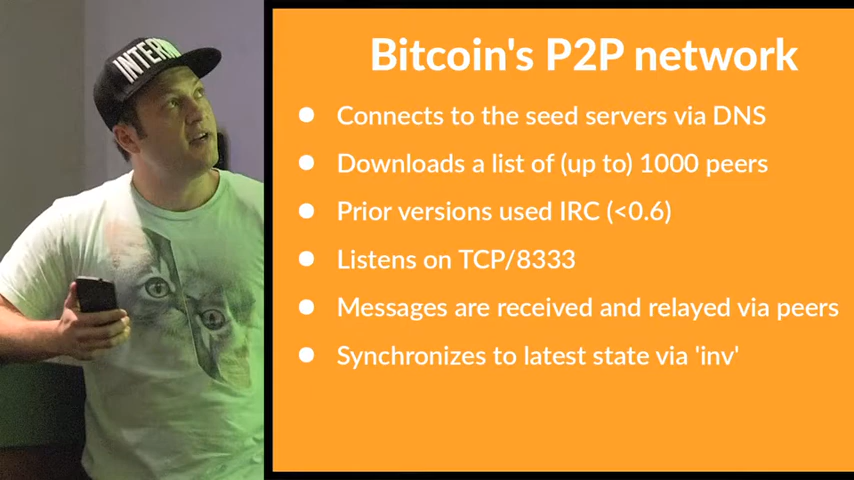 INTERN
Bitcoin's P2P network
● Connects to the seed servers via DNS
● Downloads a list of (up to) 1000 peers
● Prior versions used IRC (<0.6)
● Listens on TCP/8333
● Messages are received and relayed via peers
● Synchronizes to latest state via 'inv'